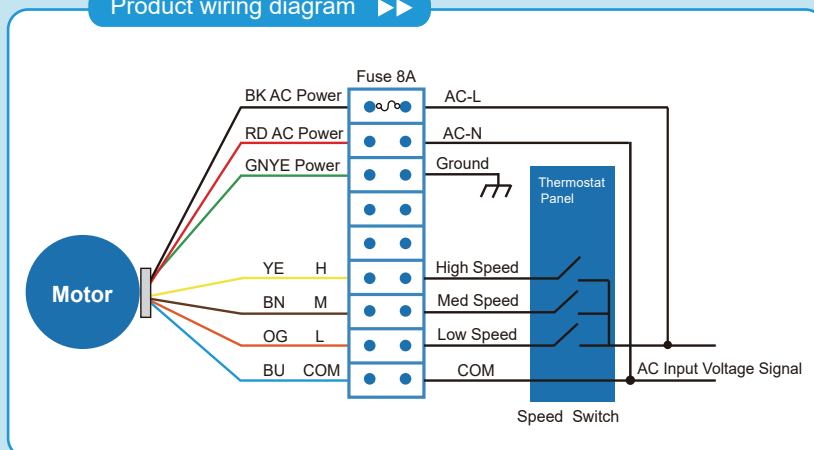 Product wiring diagram
Fuse 8A
BK AC Power
AC-L
RD AC Power
AC-N
GNYE Power
Ground
Thermostat
Panel
Motor
YE H
High Speed
BN M
Med Speed
OG L
Low Speed
BU COM
COM
AC Input Voltage Signal
Speed Switch